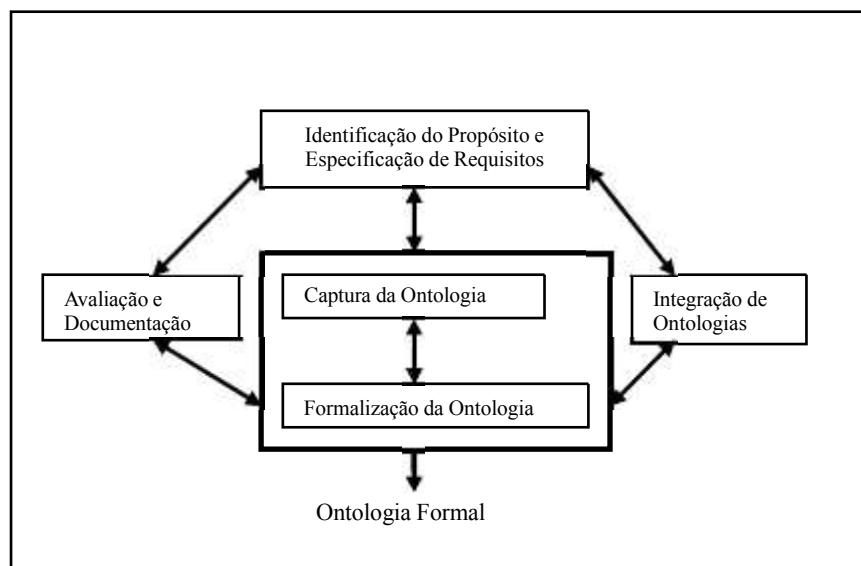 Identificação do Propósito e
Especificação de Requisitos
Avaliação e
Documentação
Captura da Ontologia
Integração de
Ontologias
Formalização da Ontologia
Ontologia Formal